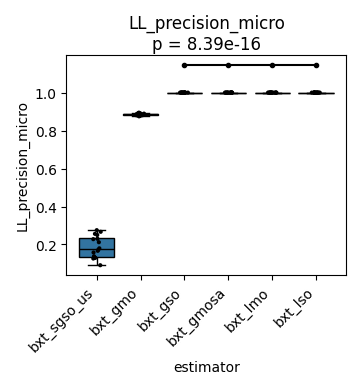 LL_precision_micro
p = 8.39e-16
LL_precision_micro
1.0
0.8
0.6
0.4
0.2
bxt_sgso_us
bxt_gmo
bxt_gso
bxt_gmosa
bxt_lmo
bxt_lso
estimator